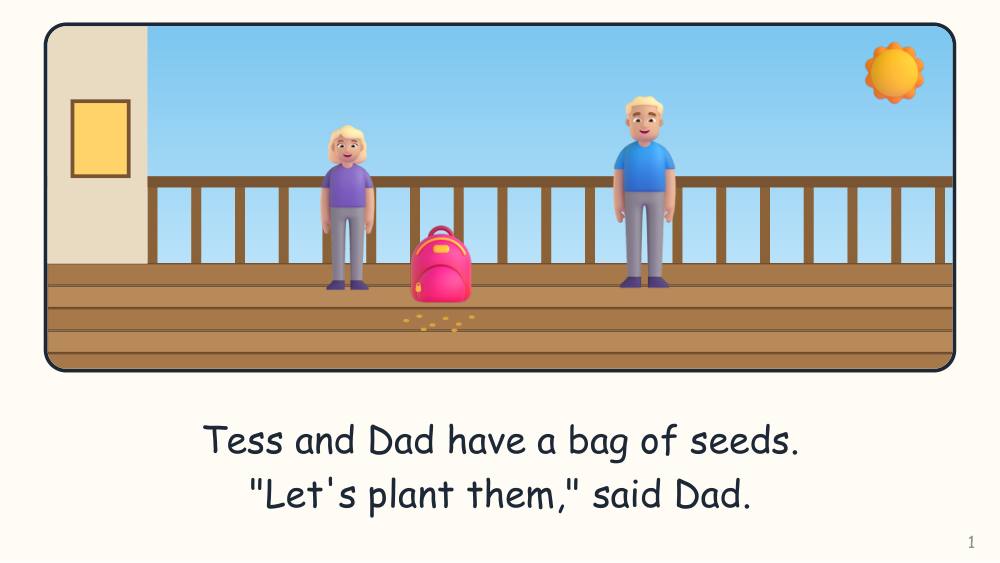 Tess and Dad have a bag of seeds.
"Let's plant them," said Dad.
1